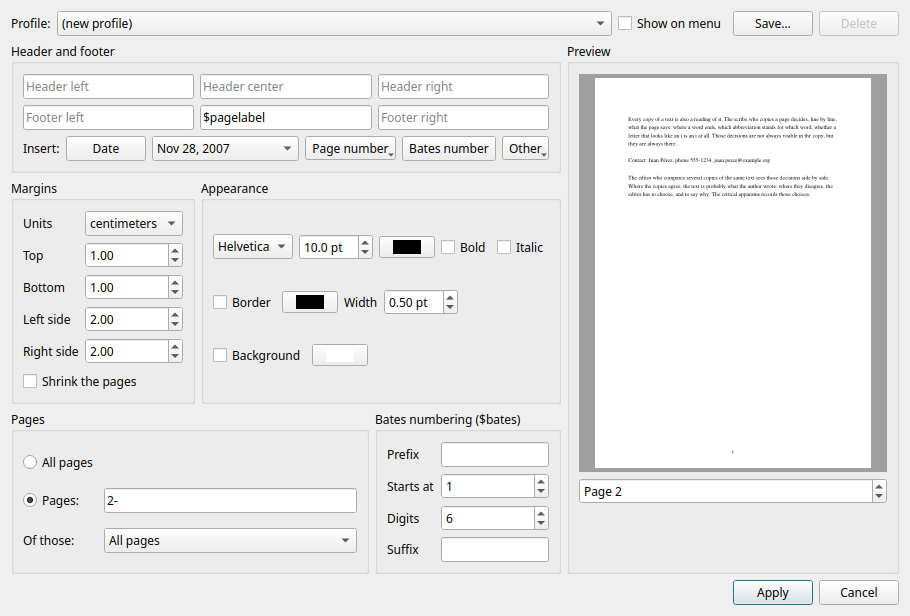 Profile: (new profile) Show on menu Save... Delete
Header and footer
Header left Header center Header right
Footer left $pagelabel Footer right
Insert: Date Nov 28, 2007 Page number Bates number Other
Margins
Units centimeters
Top 1.00
Bottom 1.00
Left side 2.00
Right side 2.00
Shrink the pages
Appearance
Helvetica 10.0 pt Bold Italic
Border Width 0.50 pt
Background
Pages
All pages
Pages: 2-
Of those: All pages
Bates numbering ($bates)
Prefix
Starts at 1
Digits 6
Suffix
Preview
Every copy of a text is also a reading of it. The scribe who copies a page decides, line by line,
what the page says: where a word ends, which abbreviation stands for which word, whether a
letter that looks like an i is an i at all. Those decisions are not always visible in the copy, but
they are always there.
Contact: Juan Pérez, phone 555-1234, juan.perez@example.org
The editor who compares several copies of the same text sees those decisions side by side.
Where the copies agree, the text is probably what the author wrote; where they disagree, the
editor has to choose, and to say why. The critical apparatus records those choices.
Page 2
Apply Cancel